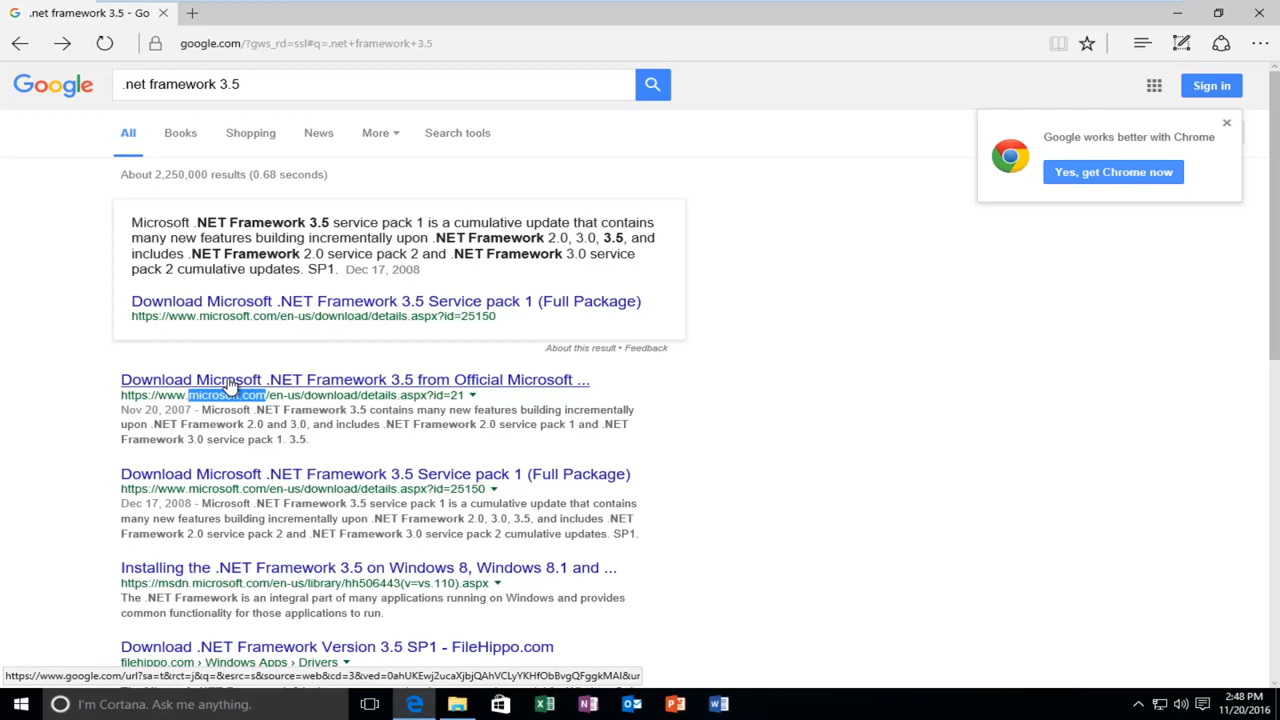 .net framework 3.5 - Go
google.com/?gws_rd=ssl#q=.net+framework+3.5
Google
.net framework 3.5
Sign in
All
Books
Shopping
News
More
Search tools
Google works better with Chrome
Yes, get Chrome now
About 2,250,000 results (0.68 seconds)
Microsoft .NET Framework 3.5 service pack 1 is a cumulative update that contains
many new features building incrementally upon .NET Framework 2.0, 3.0, 3.5, and
includes .NET Framework 2.0 service pack 2 and .NET Framework 3.0 service
pack 2 cumulative updates. SP1. Dec 17, 2008
Download Microsoft .NET Framework 3.5 Service pack 1 (Full Package)
https://www.microsoft.com/en-us/download/details.aspx?id=25150
About this result • Feedback
Download Microsoft .NET Framework 3.5 from Official Microsoft ...
https://www.microsoft.com/en-us/download/details.aspx?id=21
Nov 20, 2007 - Microsoft .NET Framework 3.5 contains many new features building incrementally
upon .NET Framework 2.0 and 3.0, and includes .NET Framework 2.0 service pack 1 and .NET
Framework 3.0 service pack 1. 3.5.
Download Microsoft .NET Framework 3.5 Service pack 1 (Full Package)
https://www.microsoft.com/en-us/download/details.aspx?id=25150
Dec 17, 2008 - Microsoft .NET Framework 3.5 service pack 1 is a cumulative update that contains
many new features building incrementally upon .NET Framework 2.0, 3.0, 3.5, and includes .NET
Framework 2.0 service pack 2 and .NET Framework 3.0 service pack 2 cumulative updates. SP1.
Installing the .NET Framework 3.5 on Windows 8, Windows 8.1 and ...
https://msdn.microsoft.com/en-us/library/hh506443(v=vs.110).aspx
The .NET Framework is an integral part of many applications running on Windows and provides
common functionality for those applications to run.
Download .NET Framework Version 3.5 SP1 - FileHippo.com
filehippo.com › Windows Apps › Drivers
https://www.google.com/url?sa=t&rct=j&q=&esrc=s&source=web&cd=3&ved=0ahUKEwj2ucaXjbjQAhVCLyYKHfObBvgQFggkMAI&ur
I'm Cortana. Ask me anything.
2:48 PM
11/20/2016